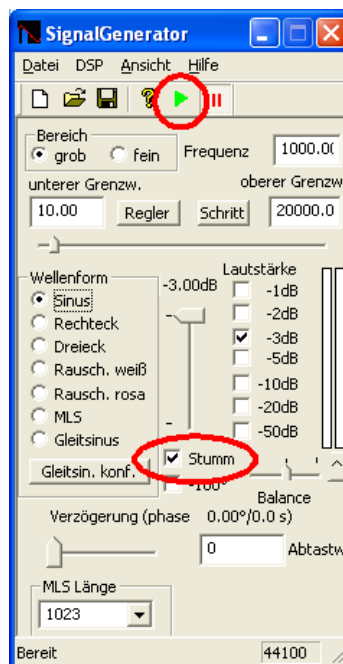 SignalGenerator
Datei DSP Ansicht Hilfe
Bereich
grob fein Frequenz 1000.0(
unterer Grenzw. oberer Grenzw
10.00 Regler Schritt 20000.0
Wellenform
Sinus
Rechteck
Dreieck
Rausch. weiß
Rausch. rosa
MLS
Gleitsinus
Gleitsin. konf.
-3.00dB
Lautstärke
-1dB
-2dB
-3dB
-5dB
-10dB
-20dB
-50dB
Stumm
-100°
Balance
Verzögerung (phase 0.00°/0.0 s)
0 Abtastw
MLS Länge
1023
Bereit 44100